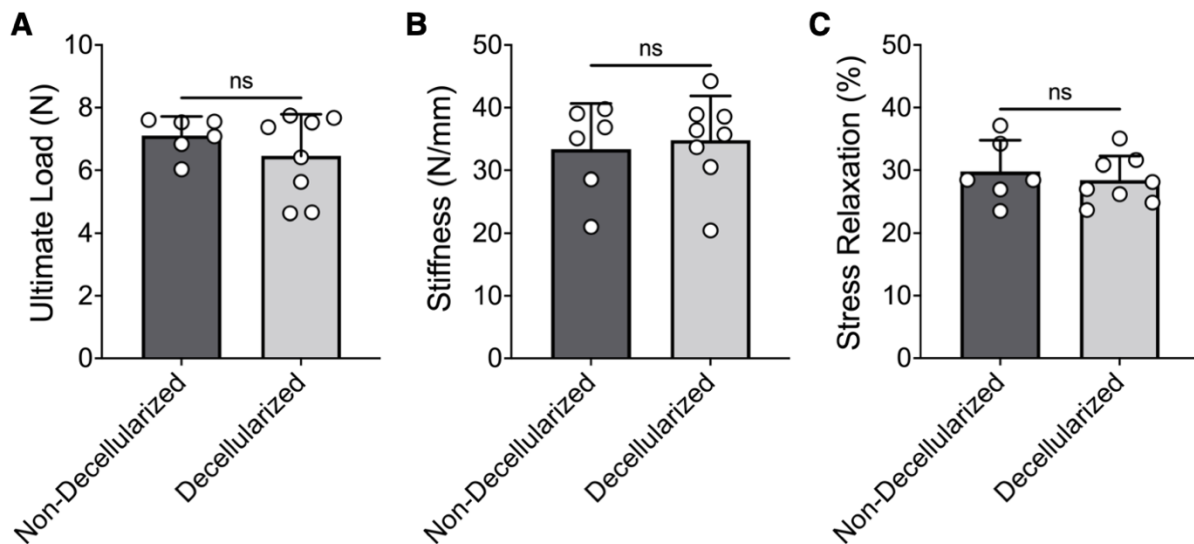 A
Ultimate Load (N)
10
8
6
4
2
0
ns
Non-Decellularized
Decellularized
B
Stiffness (N/mm)
50
40
30
20
10
0
ns
Non-Decellularized
Decellularized
C
Stress Relaxation (%)
50
40
30
20
10
0
ns
Non-Decellularized
Decellularized